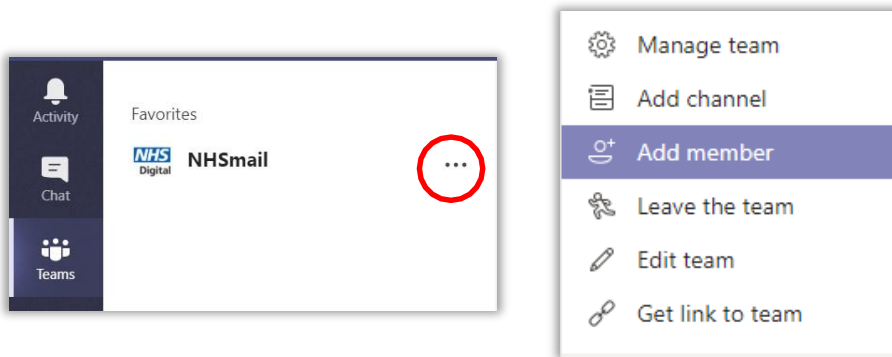 Activity
Chat
Teams
Favorites
NHS
Digital
NHSmail
...
Manage team
Add channel
Add member
Leave the team
Edit team
Get link to team